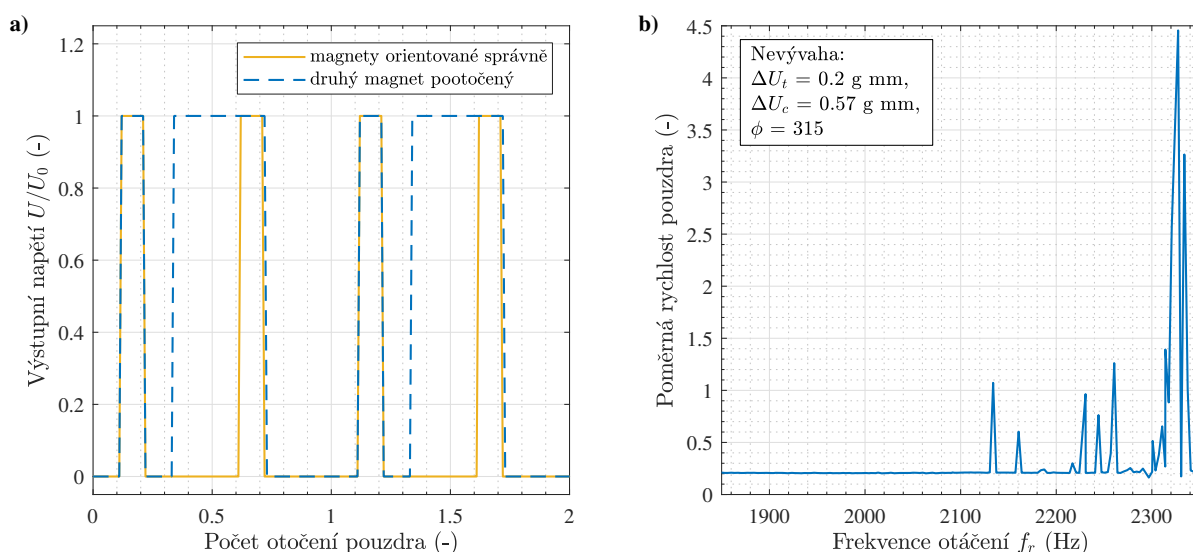 a)
Výstupní napětí U/U₀ (-)
1.2
1
0.8
0.6
0.4
0.2
0
magnety orientované správně
druhý magnet pootočený
0 0.5 1 1.5 2
Počet otočení pouzdra (-)
b)
Poměrná rychlost pouzdra (-)
4.5
4
3.5
3
2.5
2
1.5
1
0.5
0
Nevývaha:
ΔUₜ = 0.2 g mm,
ΔU_c = 0.57 g mm,
ϕ = 315
1900 2000 2100 2200 2300
Frekvence otáčení fᵣ (Hz)